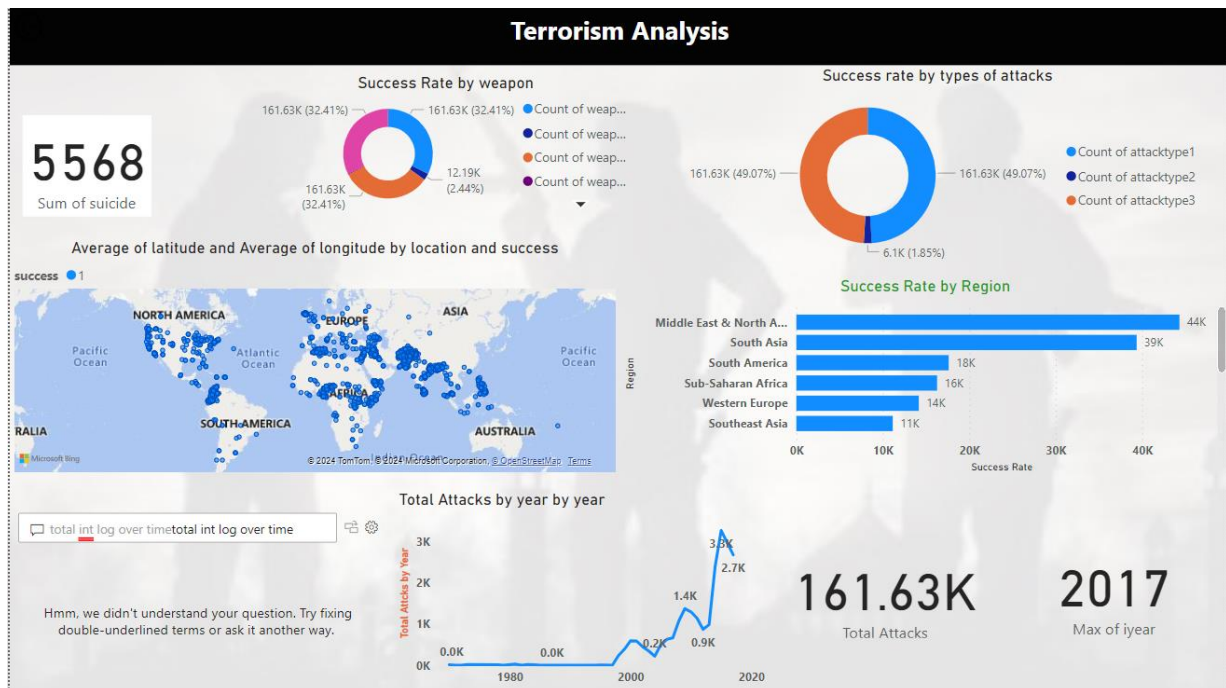 Terrorism Analysis
Success Rate by weapon
161.63K (32.41%)
161.63K (32.41%)
12.19K
(2.44%)
161.63K
(32.41%)
Count of weap...
Count of weap...
Count of weap...
Count of weap...
5568
Sum of suicide
Success rate by types of attacks
161.63K (49.07%)
161.63K (49.07%)
6.1K (1.85%)
Count of attacktype1
Count of attacktype2
Count of attacktype3
Average of latitude and Average of longitude by location and success
success 1
NORTH AMERICA
EUROPE
ASIA
Pacific
Ocean
Atlantic
Ocean
Pacific
Ocean
AFRICA
SOUTH AMERICA
RALIA
AUSTRALIA
Indian Ocean
Microsoft Bing
© 2024 TomTom, © 2024 Microsoft Corporation, © OpenStreetMap Terms
Success Rate by Region
Region
Middle East & North A... 44K
South Asia 39K
South America 18K
Sub-Saharan Africa 16K
Western Europe 14K
Southeast Asia 11K
0K 10K 20K 30K 40K
Success Rate
total int log over timetotal int log over time
Hmm, we didn't understand your question. Try fixing
double-underlined terms or ask it another way.
Total Attacks by year by year
Total Attcks by Year
3K
2K
1K
0K
0.0K
0.0K
0.2K
1.4K
0.9K
3.3K
2.7K
1980 2000 2020
161.63K
Total Attacks
2017
Max of iyear